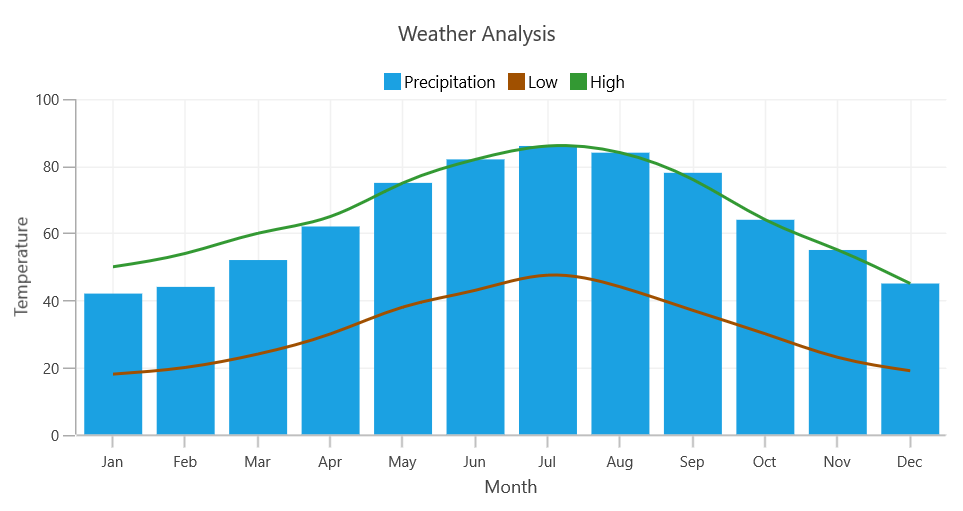 Weather Analysis
Precipitation Low High
100
80
60
40
20
0
Temperature
Jan Feb Mar Apr May Jun Jul Aug Sep Oct Nov Dec
Month